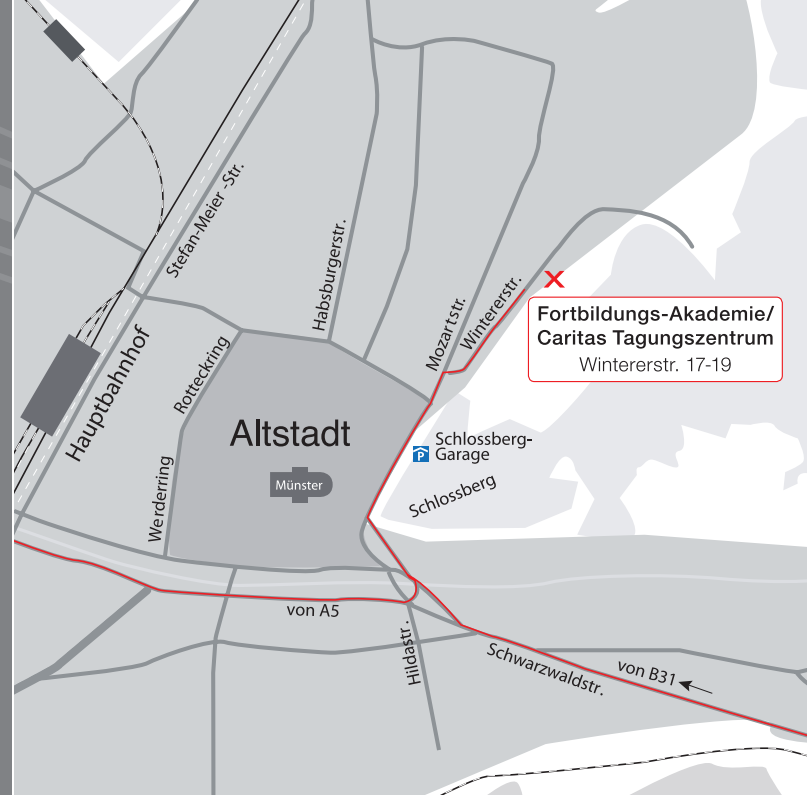 Stefan-Meier -Str.
Habsburgerstr.
Mozartstr.
Wintererstr.
Fortbildungs-Akademie/
Caritas Tagungszentrum
Wintererstr. 17-19
Hauptbahnhof
Rotteckring
Altstadt
P
Schlossberg-
Garage
Münster
Schlossberg
Werderring
von A5
Hildastr.
Schwarzwaldstr.
von B31